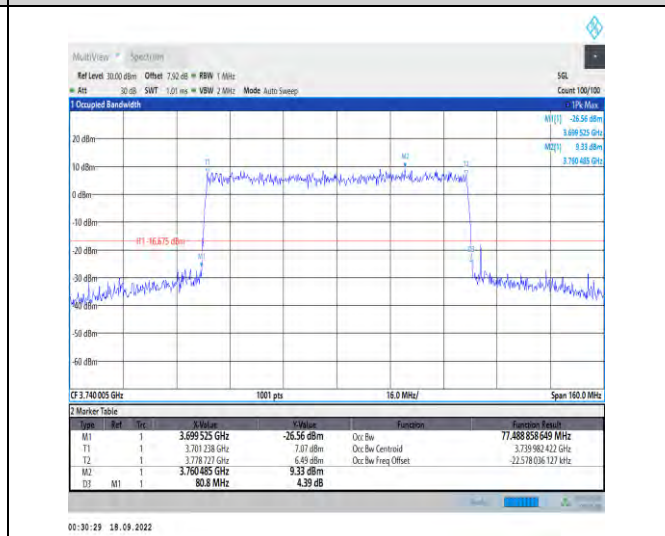 MultiView Spectrum
Ref Level 30.00 dBm Offset 7.92 dB RBW 1 MHz SGL
Att 30 dB SWT 1.01 ms VBW 2 MHz Mode Auto Sweep Count 100/100
1 Occupied Bandwidth 1Pk Max
M1[1] -26.56 dBm
3.699 525 GHz
M2[1] 9.33 dBm
3.760 485 GHz
20 dBm
10 dBm
0 dBm
-10 dBm
-20 dBm
-30 dBm
-40 dBm
-50 dBm
-60 dBm
T1
M2
T2
H1 -16.675 dBm
M1
D3
CF 3.740 005 GHz 1001 pts 16.0 MHz/ Span 160.0 MHz
2 Marker Table
Type Ref Trc X-Value Y-Value Function Function Result
M1 1 3.699 525 GHz -26.56 dBm Occ Bw 77.488 858 649 MHz
T1 1 3.701 238 GHz 7.07 dBm Occ Bw Centroid 3.739 982 422 GHz
T2 1 3.778 727 GHz 6.49 dBm Occ Bw Freq Offset -22.578 036 127 kHz
M2 1 3.760 485 GHz 9.33 dBm
D3 M1 1 80.8 MHz 4.39 dB
00:30:29 18.09.2022